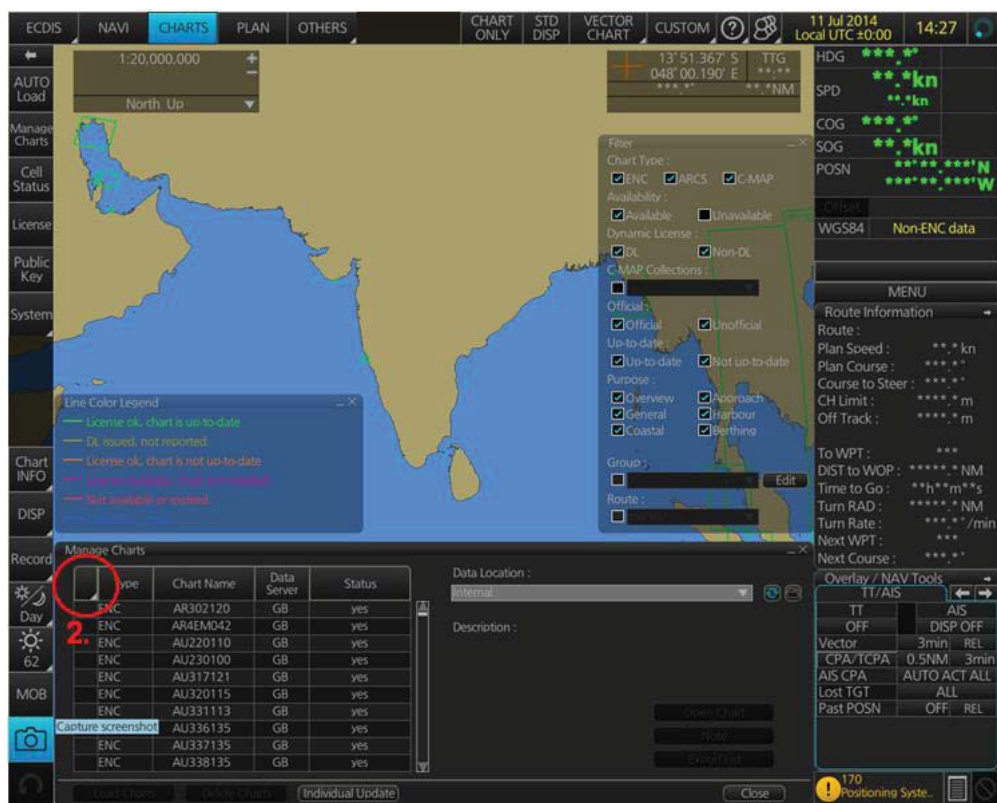 ECDIS NAVI CHARTS PLAN OTHERS CHART ONLY STD DISP VECTOR CHART CUSTOM ? 11 Jul 2014 Local UTC ±0:00 14:27
AUTO Load
Manage Charts
Cell Status
License
Public Key
System
Chart INFO
DISP
Record
Day
62
MOB
Capture screenshot
1:20,000,000 + −
North Up
13°51.367' S TTG
048°00.190' E **:**
***.*° **.*NM
Filter
Chart Type :
ENC ARCS C-MAP
Availability :
Available Unavailable
Dynamic License :
DL Non-DL
C-MAP Collections :
Official :
Official Unofficial
Up-to-date :
Up-to-date Not up-to-date
Purpose :
Overview Approach
General Harbour
Coastal Berthing
Group :
Edit
Route :
Line Color Legend
License ok, chart is up-to-date
DL issued, not reported
License ok, chart is not up-to-date
Not available or expired
Manage Charts
2.
Type Chart Name Data Server Status
ENC AR302120 GB yes
ENC AR4EM042 GB yes
ENC AU220110 GB yes
ENC AU230100 GB yes
ENC AU317121 GB yes
ENC AU320115 GB yes
ENC AU331113 GB yes
AU336135 GB yes
ENC AU337135 GB yes
ENC AU338135 GB yes
Data Location :
Internal
Description :
Open Chart
Note
Export List
Load Charts Delete Charts Individual Update Close
HDG ***.*°
SPD **.*kn
**.*kn
COG ***.*°
SOG **.*kn
POSN **°**.***'N
***°**.***'W
Offset
WGS84 Non-ENC data
MENU
Route Information
Route :
Plan Speed : **.* kn
Plan Course : ***.*°
Course to Steer : ***.*°
CH Limit : ****.* m
Off Track : ****.* m
To WPT : ***
DIST to WOP : *****.* NM
Time to Go : **h**m**s
Turn RAD : *****.* NM
Turn Rate : ***.*°/min
Next WPT : ***
Next Course : ***.*°
Overlay / NAV Tools
TT/AIS
TT AIS
OFF DISP OFF
Vector 3min REL
CPA/TCPA 0.5NM 3min
AIS CPA AUTO ACT ALL
Lost TGT ALL
Past POSN OFF REL
170
Positioning Syste..